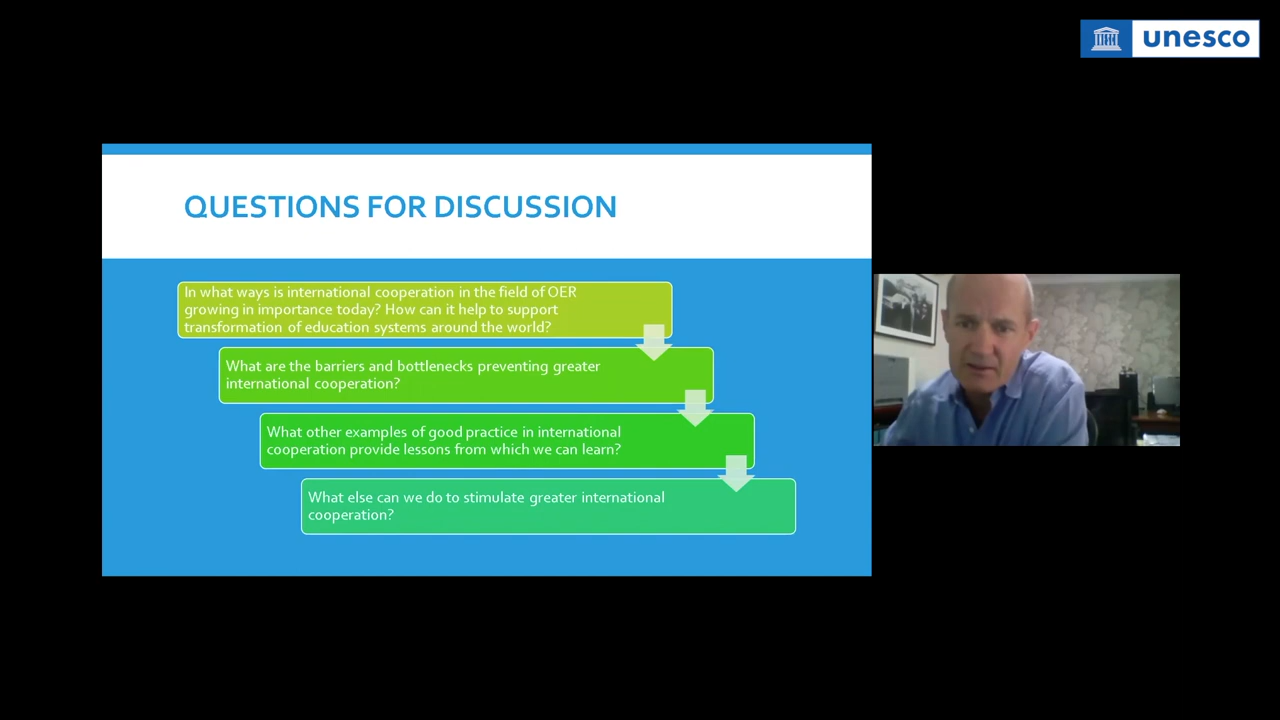 unesco
QUESTIONS FOR DISCUSSION
In what ways is international cooperation in the field of OER
growing in importance today? How can it help to support
transformation of education systems around the world?
What are the barriers and bottlenecks preventing greater
international cooperation?
What other examples of good practice in international
cooperation provide lessons from which we can learn?
What else can we do to stimulate greater international
cooperation?